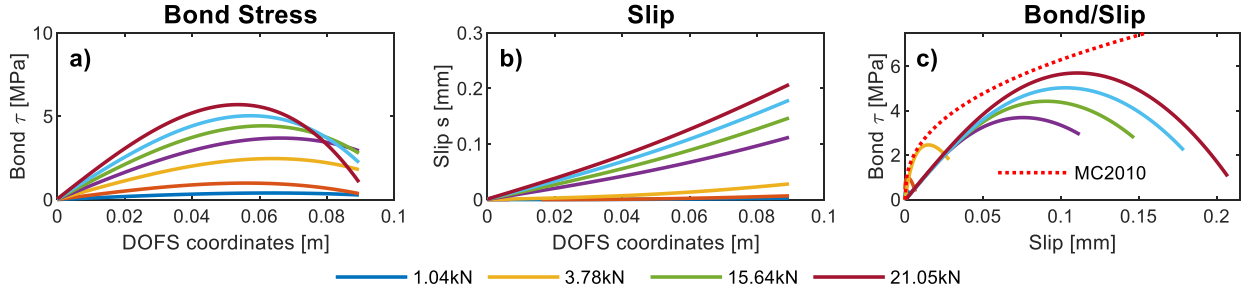 Bond Stress
a)
10
5
0
Bond τ [MPa]
0 0.02 0.04 0.06 0.08 0.1
DOFS coordinates [m]
Slip
b)
0.3
0.2
0.1
0
Slip s [mm]
0 0.02 0.04 0.06 0.08 0.1
DOFS coordinates [m]
Bond/Slip
c)
6
4
2
0
Bond τ [MPa]
MC2010
0 0.05 0.1 0.15 0.2
Slip [mm]
1.04kN 3.78kN 15.64kN 21.05kN